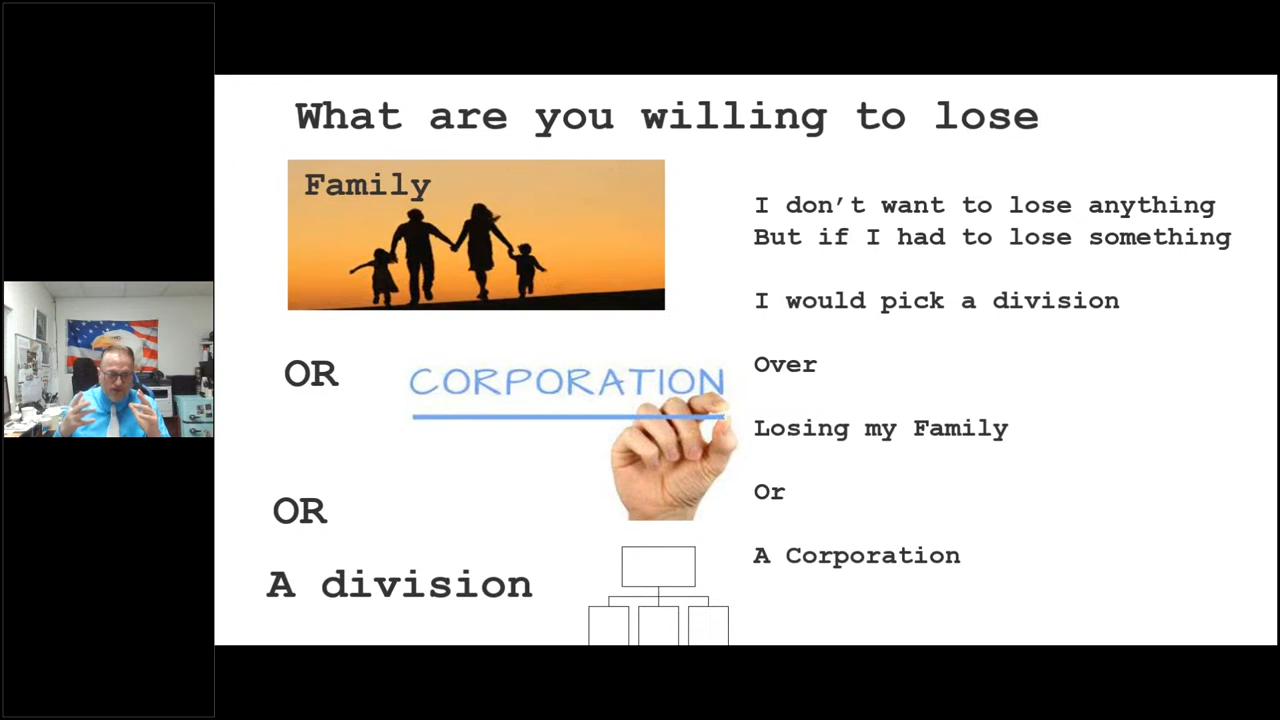 What are you willing to lose
Family
OR
CORPORATION
OR
A division
I don’t want to lose anything
But if I had to lose something
I would pick a division
Over
Losing my Family
Or
A Corporation